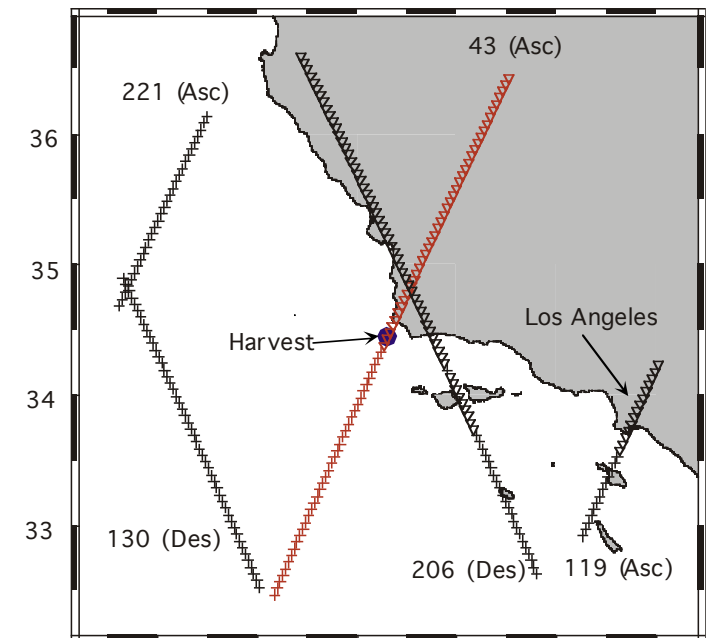 43 (Asc)
221 (Asc)
36
35
Los Angeles
Harvest
34
33
130 (Des)
206 (Des)
119 (Asc)